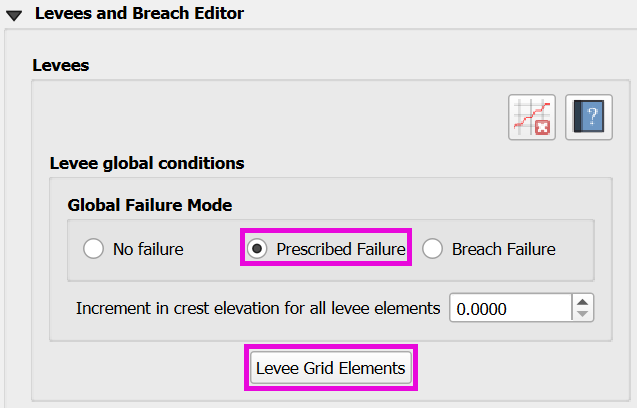 Levees and Breach Editor
Levees
?
Levee global conditions
Global Failure Mode
No failure Prescribed Failure Breach Failure
Increment in crest elevation for all levee elements 0.0000
Levee Grid Elements